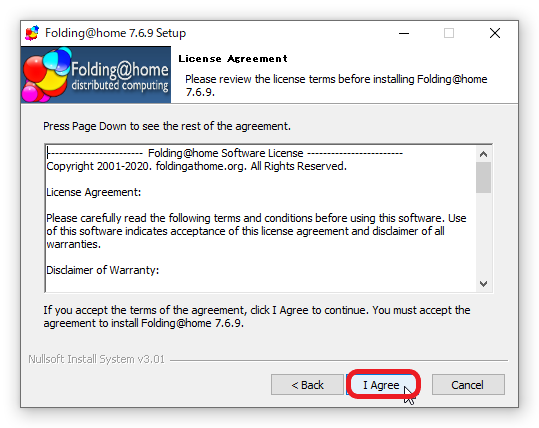 Folding@home 7.6.9 Setup
Folding@home
distributed computing
License Agreement
Please review the license terms before installing Folding@home
7.6.9.
Press Page Down to see the rest of the agreement.
------------------------ Folding@home Software License ------------------------
Copyright 2001-2020. foldingathome.org. All Rights Reserved.
License Agreement:
Please carefully read the following terms and conditions before using this software. Use
of this software indicates acceptance of this license agreement and disclaimer of all
warranties.
Disclaimer of Warranty:
If you accept the terms of the agreement, click I Agree to continue. You must accept the
agreement to install Folding@home 7.6.9.
Nullsoft Install System v3.01
< Back
I Agree
Cancel